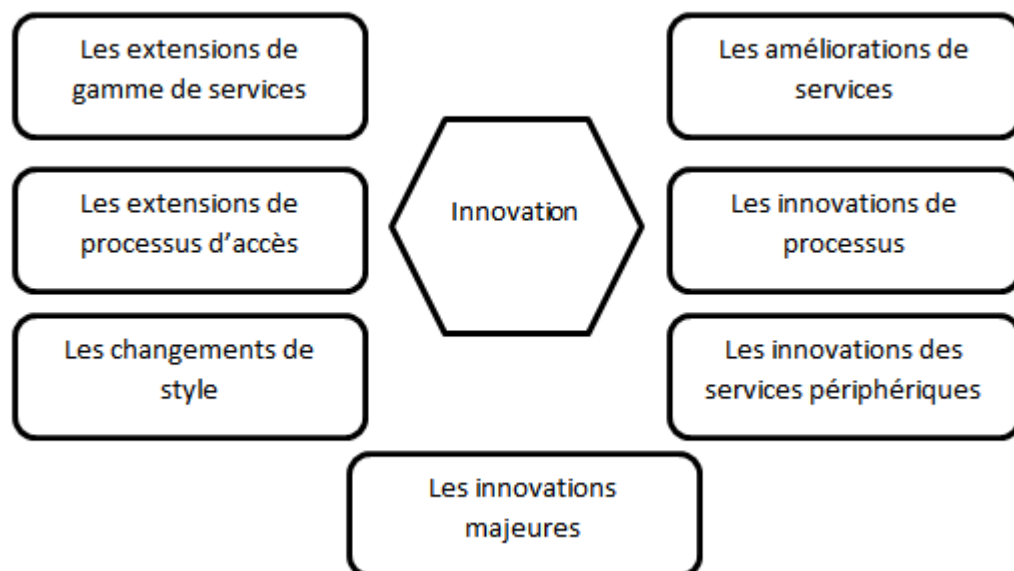 Les extensions de
gamme de services
Les améliorations de
services
Innovation
Les extensions de
processus d'accès
Les innovations de
processus
Les changements de
style
Les innovations des
services périphériques
Les innovations
majeures